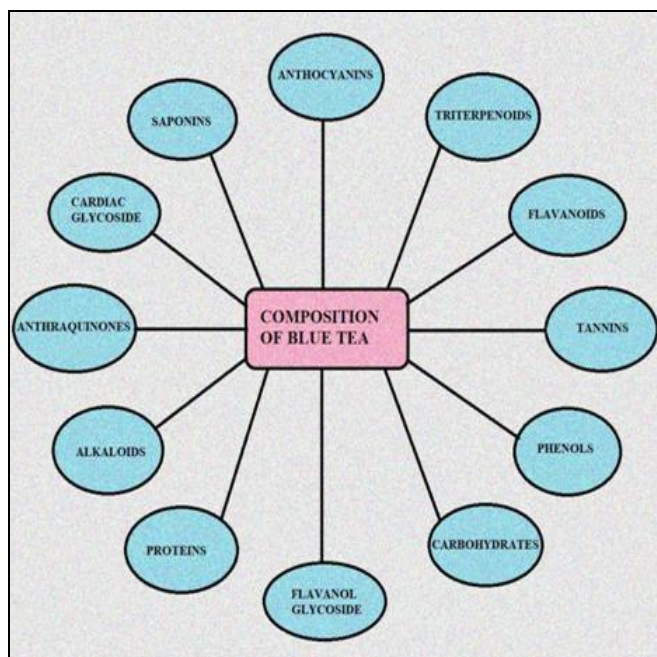 COMPOSITION
OF BLUE TEA
ANTHOCYANINS
TRITERPENOIDS
FLAVANOIDS
TANNINS
PHENOLS
CARBOHYDRATES
FLAVANOL
GLYCOSIDE
PROTEINS
ALKALOIDS
ANTHRAQUINONES
CARDIAC
GLYCOSIDE
SAPONINS